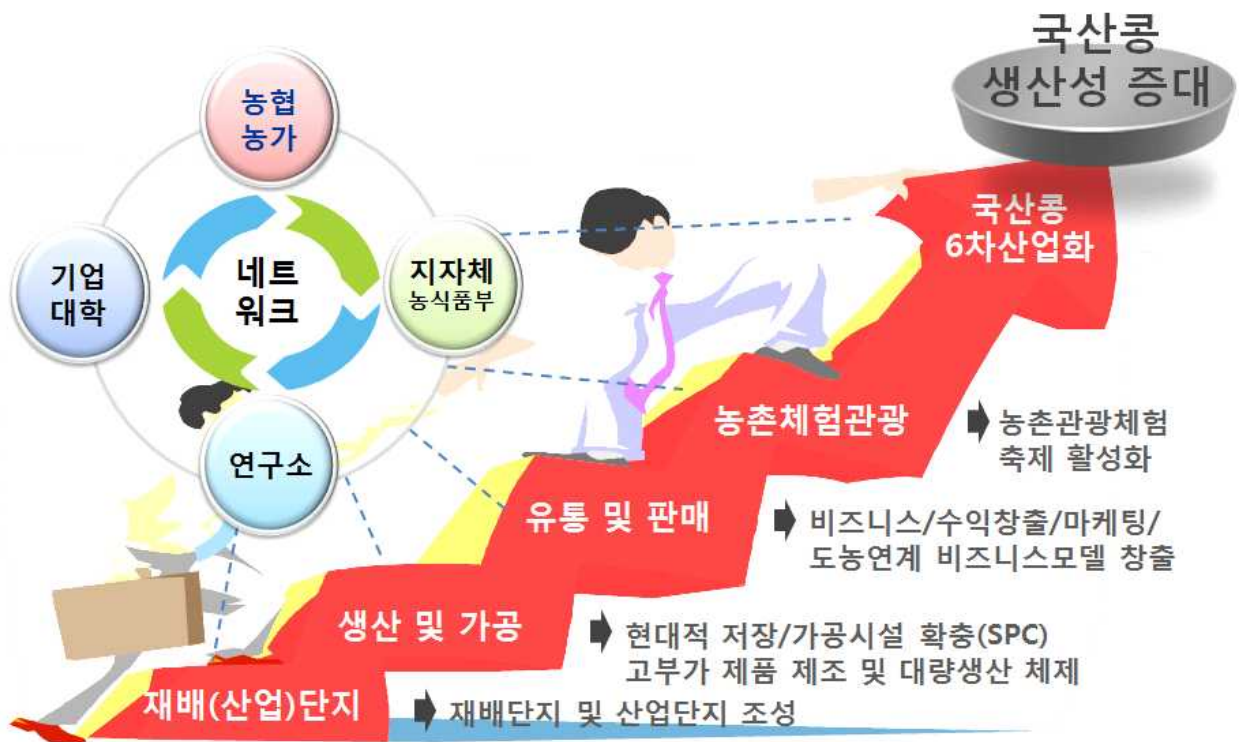 국산콩
생산성 증대
농협
농가
기업
대학
네트
워크
지자체
농식품부
연구소
국산콩
6차산업화
농촌체험관광
농촌관광체험
축제 활성화
유통 및 판매
비즈니스/수익창출/마케팅/
도농연계 비즈니스모델 창출
생산 및 가공
현대적 저장/가공시설 확충(SPC)
고부가 제품 제조 및 대량생산 체제
재배(산업)단지
재배단지 및 산업단지 조성